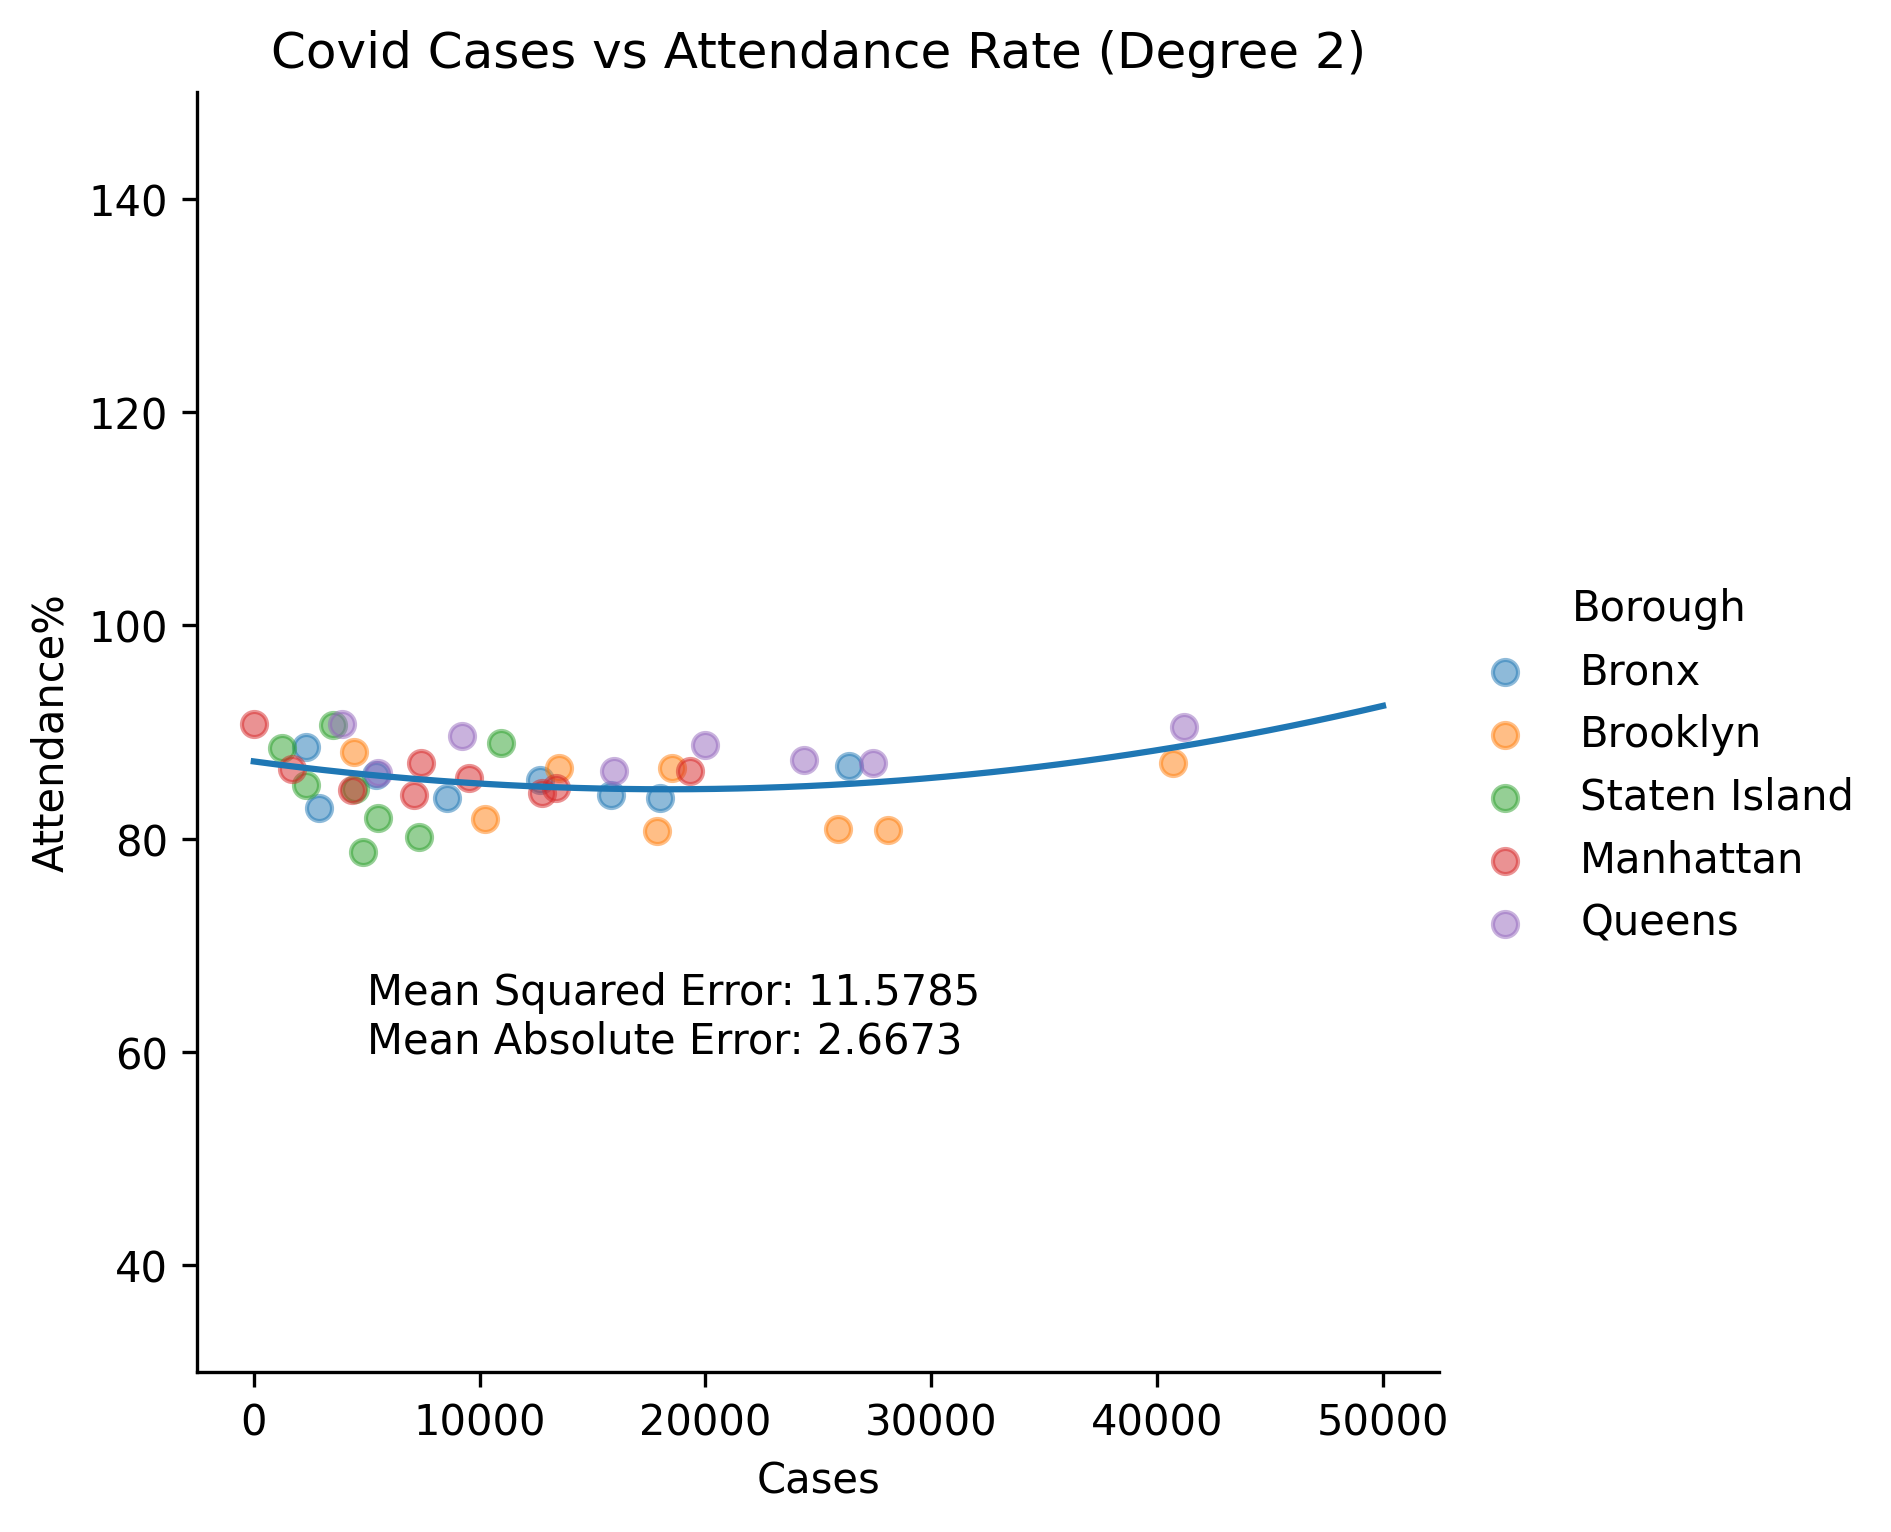 Covid Cases vs Attendance Rate (Degree 2)
140
120
100
80
60
40
Attendance%
Mean Squared Error: 11.5785
Mean Absolute Error: 2.6673
0 10000 20000 30000 40000 50000
Cases
Borough
Bronx
Brooklyn
Staten Island
Manhattan
Queens